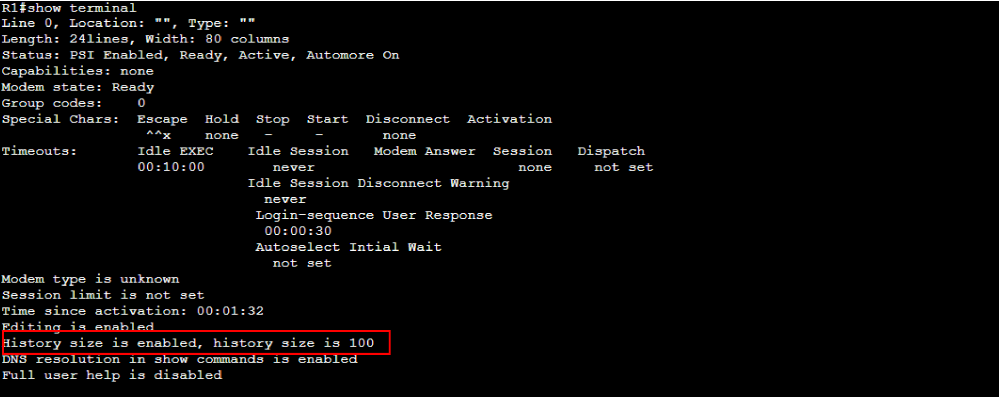 R1#show terminal
Line 0, Location: "", Type: ""
Length: 24lines, Width: 80 columns
Status: PSI Enabled, Ready, Active, Automore On
Capabilities: none
Modem state: Ready
Group codes:    0
Special Chars:  Escape  Hold  Stop  Start  Disconnect  Activation
                 ^^x    none   -     -       none
Timeouts:       Idle EXEC    Idle Session   Modem Answer  Session   Dispatch
                00:10:00        never                        none     not set
                             Idle Session Disconnect Warning
                               never
                              Login-sequence User Response
                               00:00:30
                              Autoselect Intial Wait
                                not set
Modem type is unknown
Session limit is not set
Time since activation: 00:01:32
Editing is enabled
History size is enabled, history size is 100
DNS resolution in show commands is enabled
Full user help is disabled